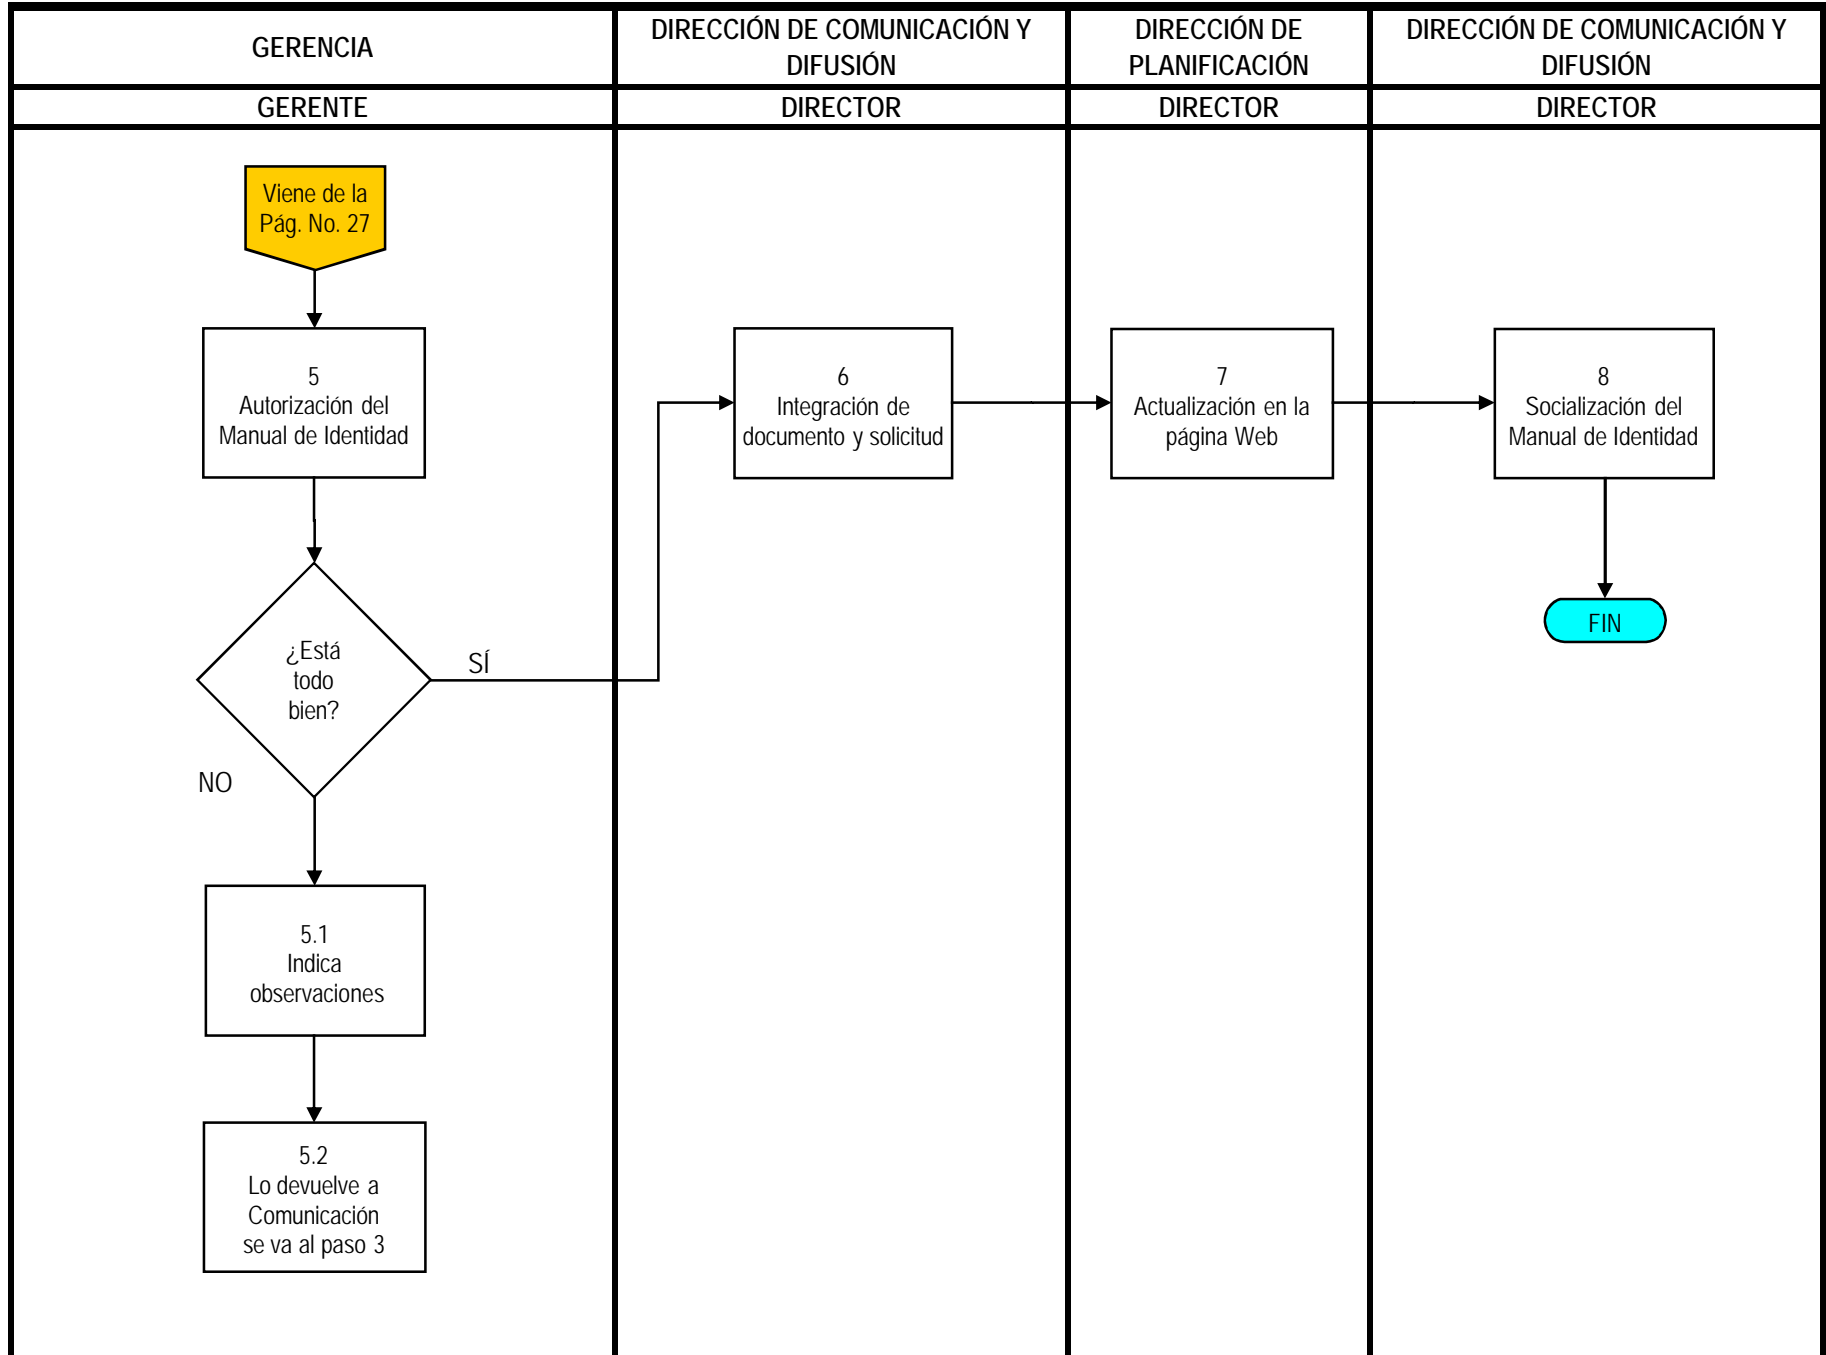 GERENCIA
DIRECCIÓN DE COMUNICACIÓN Y
DIFUSIÓN
DIRECCIÓN DE
PLANIFICACIÓN
DIRECCIÓN DE COMUNICACIÓN Y
DIFUSIÓN
GERENTE
DIRECTOR
DIRECTOR
DIRECTOR
Viene de la
Pág. No. 27
5
Autorización del
Manual de Identidad
6
Integración de
documento y solicitud
7
Actualización en la
página Web
8
Socialización del
Manual de Identidad
¿Está
todo
bien?
SÍ
FIN
NO
5.1
Indica
observaciones
5.2
Lo devuelve a
Comunicación
se va al paso 3